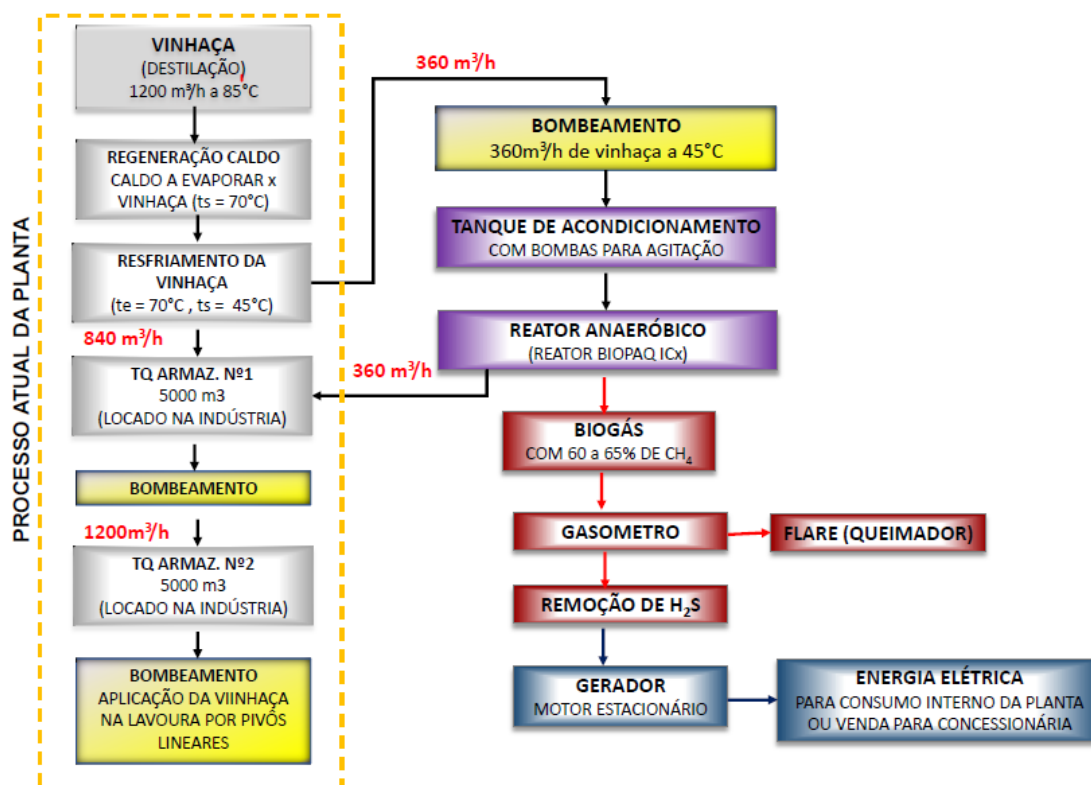 PROCESSO ATUAL DA PLANTA
VINHAÇA
(DESTILAÇÃO)
1200 m³/h a 85°C
REGENERAÇÃO CALDO
CALDO A EVAPORAR x
VINHAÇA (ts = 70°C)
RESFRIAMENTO DA
VINHAÇA
(te = 70°C , ts = 45°C)
840 m³/h
TQ ARMAZ. Nº1
5000 m3
(LOCADO NA INDÚSTRIA)
BOMBEAMENTO
1200m³/h
TQ ARMAZ. Nº2
5000 m3
(LOCADO NA INDÚSTRIA)
BOMBEAMENTO
APLICAÇÃO DA VIINHAÇA
NA LAVOURA POR PIVÔS
LINEARES
360 m³/h
BOMBEAMENTO
360m³/h de vinhaça a 45°C
TANQUE DE ACONDICIONAMENTO
COM BOMBAS PARA AGITAÇÃO
REATOR ANAERÓBICO
(REATOR BIOPAQ ICx)
360 m³/h
BIOGÁS
COM 60 a 65% DE CH₄
GASOMETRO
FLARE (QUEIMADOR)
REMOÇÃO DE H₂S
GERADOR
MOTOR ESTACIONÁRIO
ENERGIA ELÉTRICA
PARA CONSUMO INTERNO DA PLANTA
OU VENDA PARA CONCESSIONÁRIA